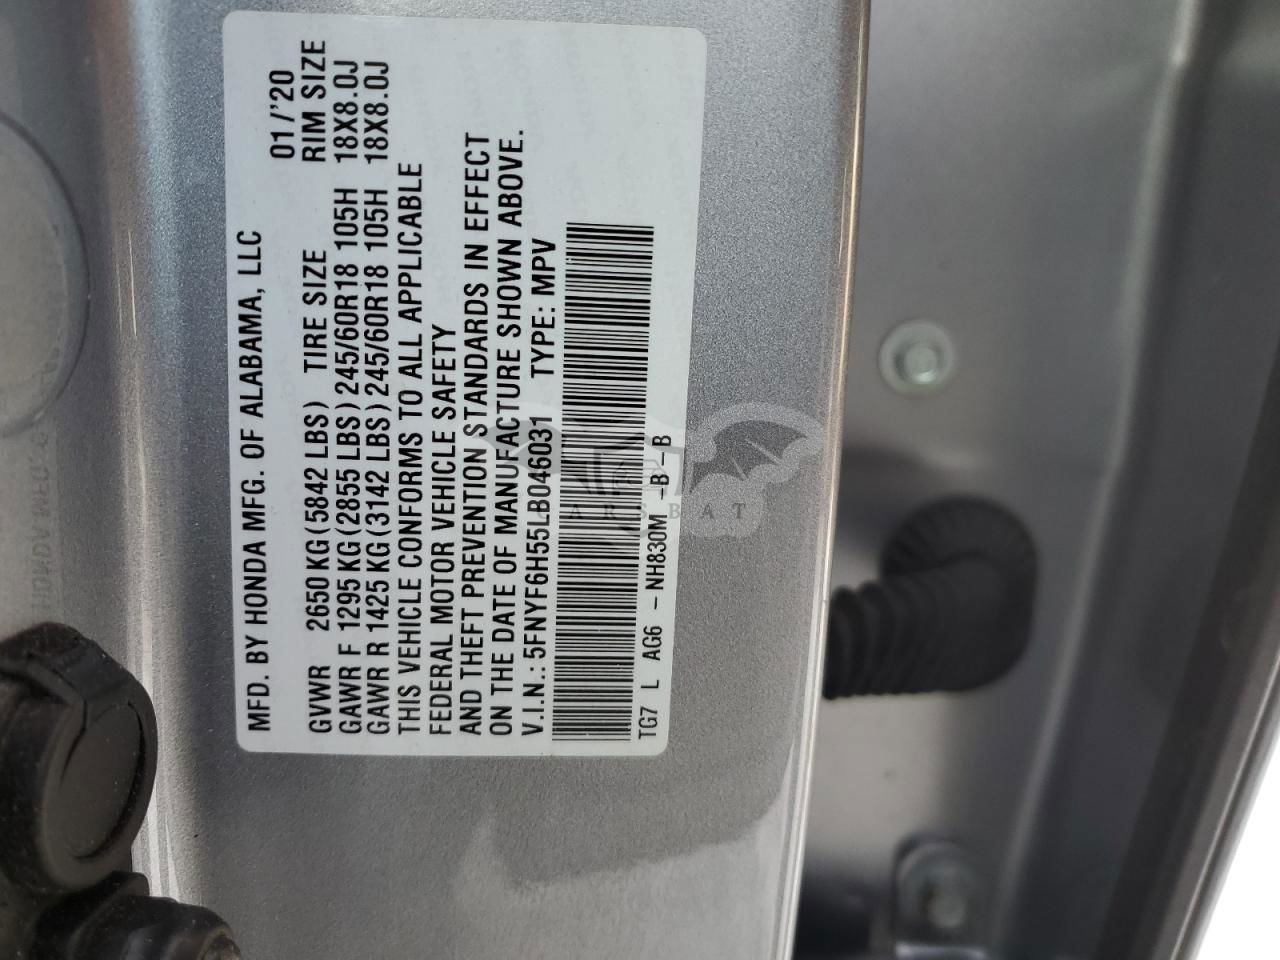 MFD. BY HONDA MFG. OF ALABAMA, LLC 01/'20
GVWR 2650 KG (5842 LBS) TIRE SIZE RIM SIZE
GAWR F 1295 KG (2855 LBS) 245/60R18 105H 18X8.0J
GAWR R 1425 KG (3142 LBS) 245/60R18 105H 18X8.0J
THIS VEHICLE CONFORMS TO ALL APPLICABLE
FEDERAL MOTOR VEHICLE SAFETY
AND THEFT PREVENTION STANDARDS IN EFFECT
ON THE DATE OF MANUFACTURE SHOWN ABOVE.
V.I.N.: 5FNYF6H55LB046031 TYPE: MPV
TG7 L AG6 - NH830M -B-B
ARSBAT